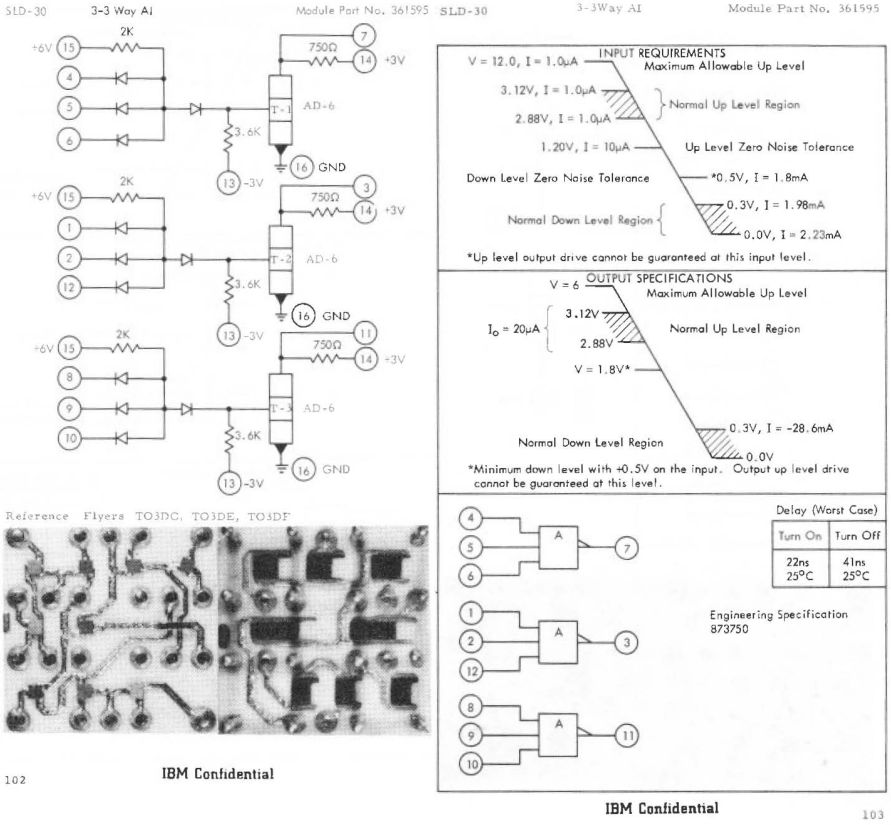 SLD-30 3-3 Way AI Module Part No. 361595
2K
+6V 15
4
5
6
7
750Ω
14 +3V
T-1 AD-6
3.6K
16 GND
13 -3V
2K
+6V 15
1
2
12
3
750Ω
14 +3V
T-2 AD-6
3.6K
16 GND
13 -3V
2K
+6V 15
8
9
10
11
750Ω
14 +3V
T-3 AD-6
3.6K
16 GND
13 -3V
Reference Flyers TO3DC, TO3DE, TO3DF
102
IBM Confidential
SLD-30 3-3Way AI Module Part No. 361595
INPUT REQUIREMENTS
V = 12.0, I = 1.0µA
Maximum Allowable Up Level
3.12V, I = 1.0µA
Normal Up Level Region
2.88V, I = 1.0µA
1.20V, I = 10µA
Up Level Zero Noise Tolerance
Down Level Zero Noise Tolerance
*0.5V, I = 1.8mA
0.3V, I = 1.98mA
Normal Down Level Region
0.0V, I = 2.23mA
*Up level output drive cannot be guaranteed at this input level.
OUTPUT SPECIFICATIONS
V = 6
Maximum Allowable Up Level
3.12V
Io = 20µA
Normal Up Level Region
2.88V
V = 1.8V*
0.3V, I = -28.6mA
Normal Down Level Region
0.0V
*Minimum down level with +0.5V on the input. Output up level drive
cannot be guaranteed at this level.
4
5
6
A
7
Delay (Worst Case)
Turn On Turn Off
22ns 41ns
25°C 25°C
1
2
12
A
3
Engineering Specification
873750
8
9
10
A
11
IBM Confidential
103